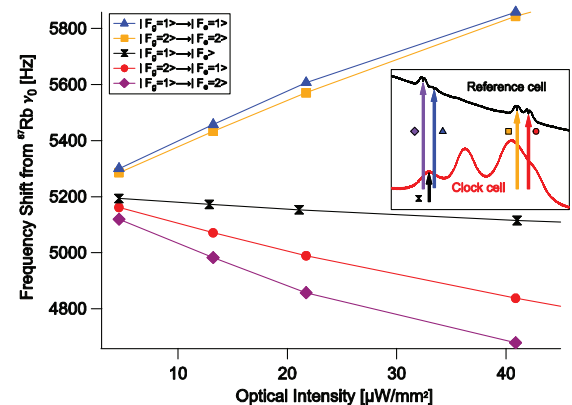 5800
5600
5400
5200
5000
4800
Frequency Shift from ⁸⁷Rb ν₀ [Hz]
| F_g=1>→| F_e=1>
| F_g=2>→| F_e=2>
| F_g=1>→| F_e>
| F_g=2>→| F_e=1>
| F_g=1>→| F_e=2>
Reference cell
Clock cell
10
20
30
40
Optical Intensity [µW/mm²]